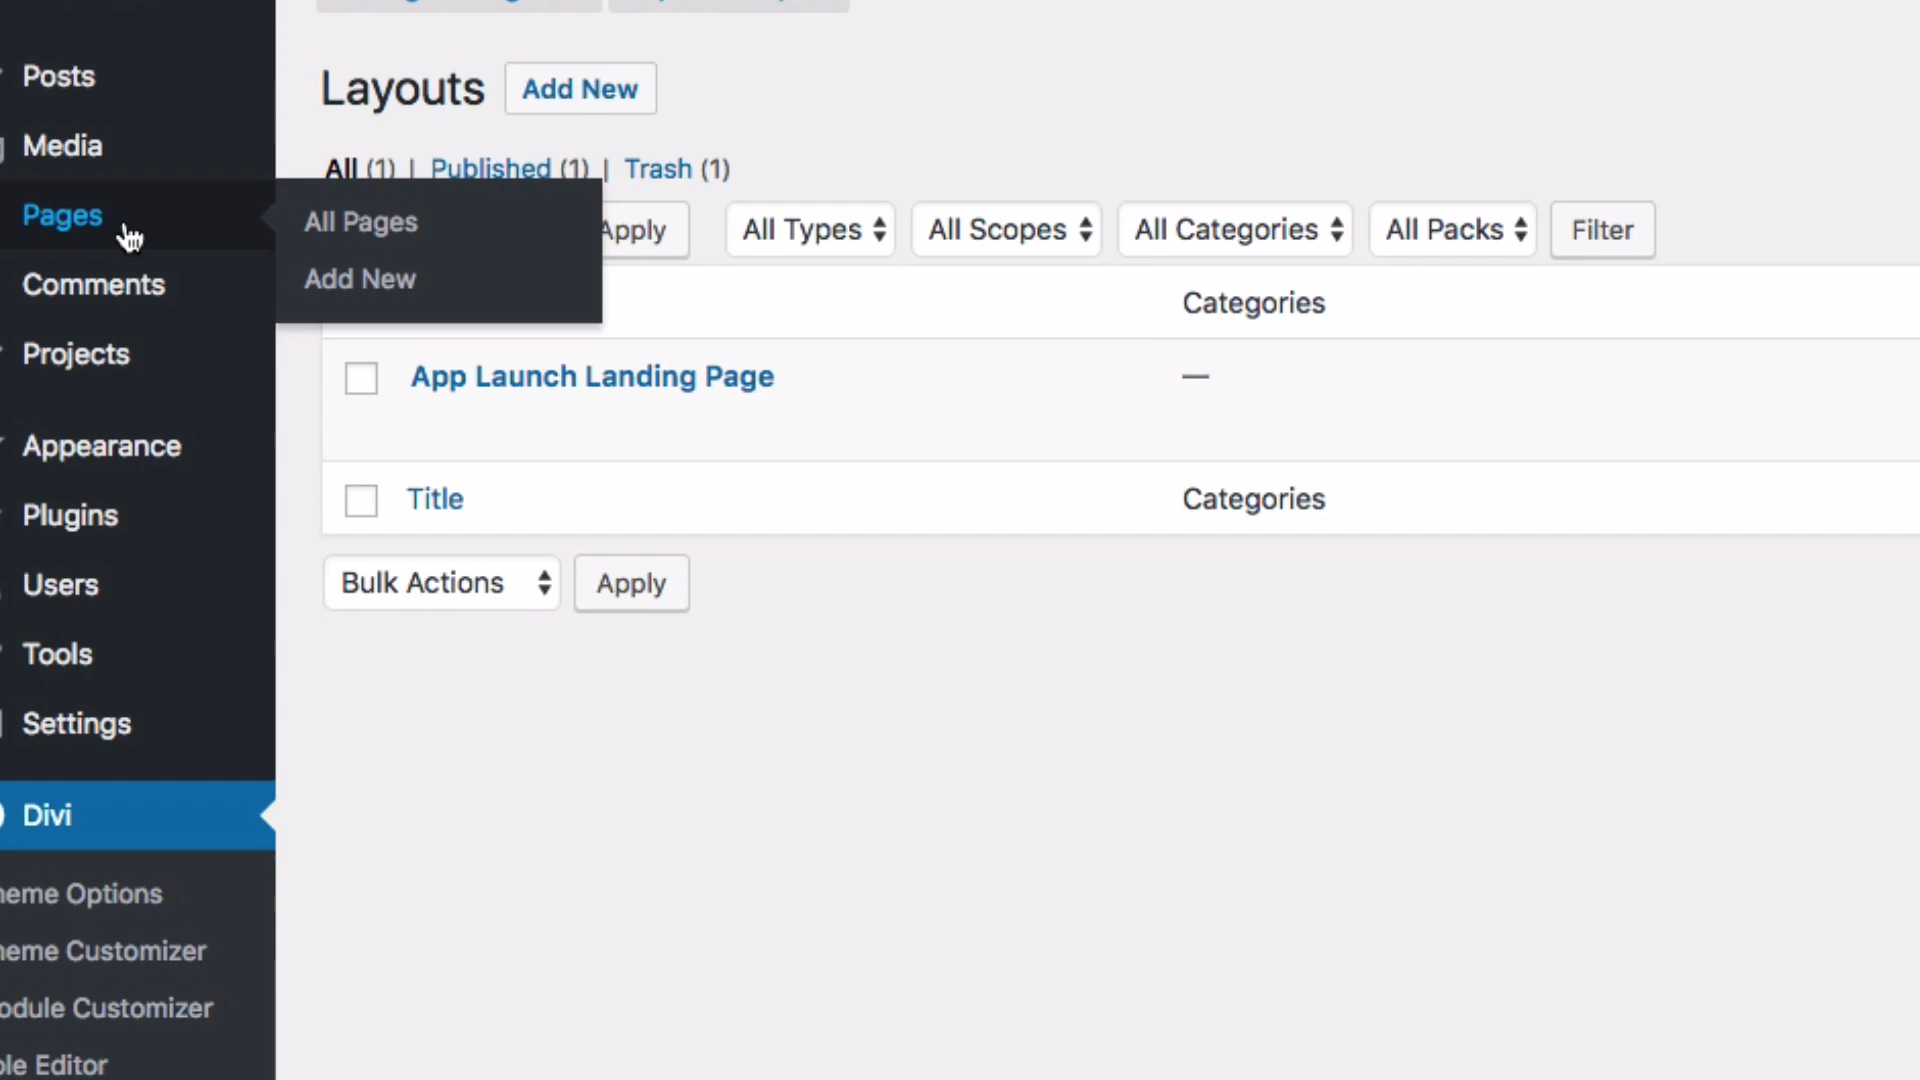 Posts
Media
Pages
Comments
Projects
Appearance
Plugins
Users
Tools
Settings
Divi
heme Options
heme Customizer
odule Customizer
ole Editor
All Pages
Add New
Layouts Add New
All (1) | Published (1) | Trash (1)
Apply All Types All Scopes All Categories All Packs Filter
Categories
App Launch Landing Page —
Title Categories
Bulk Actions Apply